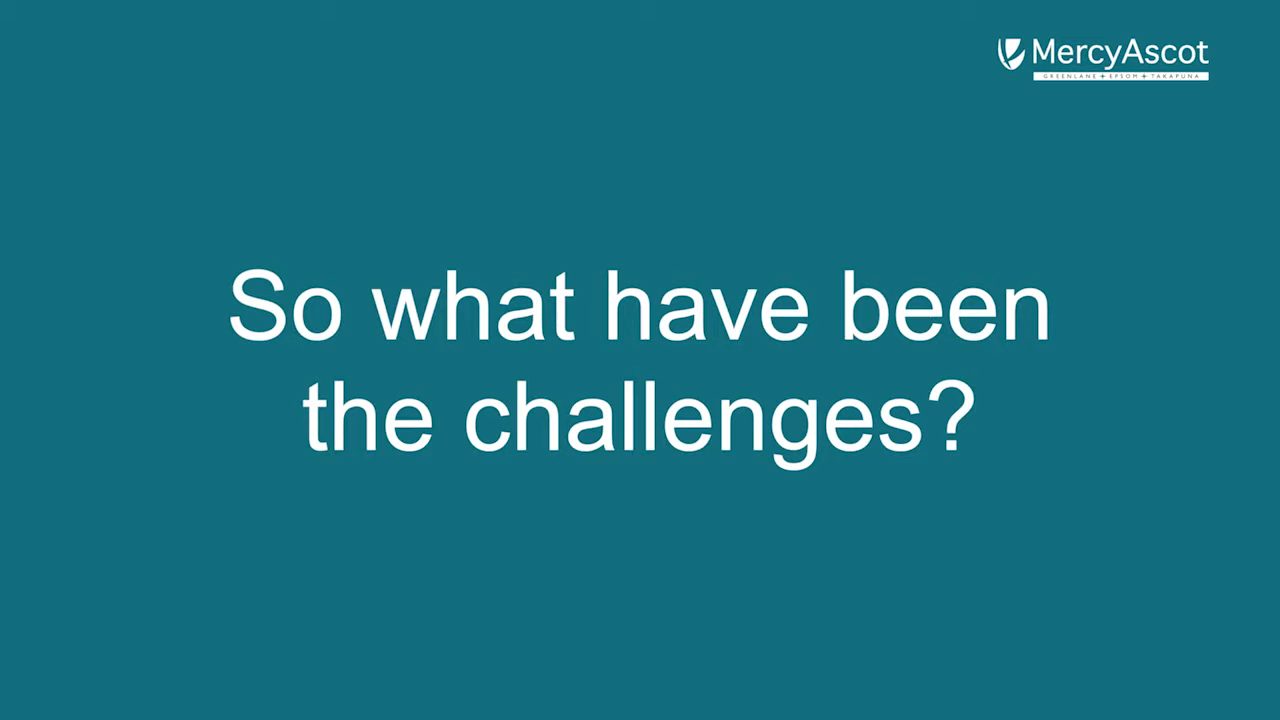 MercyAscot
GREENLANE + EPSOM + TAKAPUNA
So what have been
the challenges?